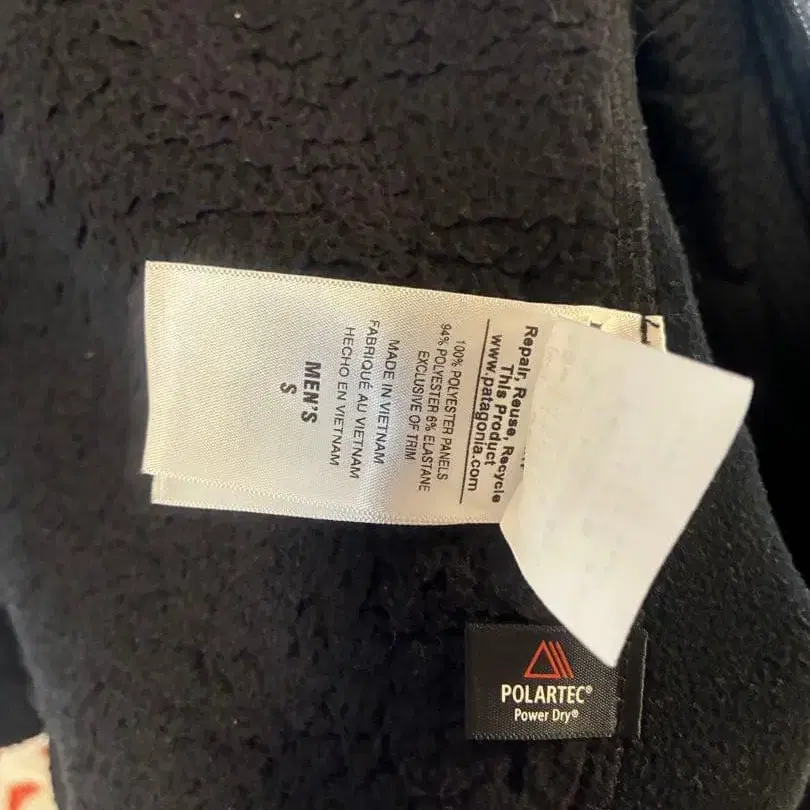 Repair, Reuse, Recycle
This Product
www.patagonia.com
100% POLYESTER PANELS
94% POLYESTER 6% ELASTANE
EXCLUSIVE OF TRIM
MADE IN VIETNAM
FABRIQUÉ AU VIETNAM
HECHO EN VIETNAM
MEN'S
S
POLARTEC®
Power Dry®